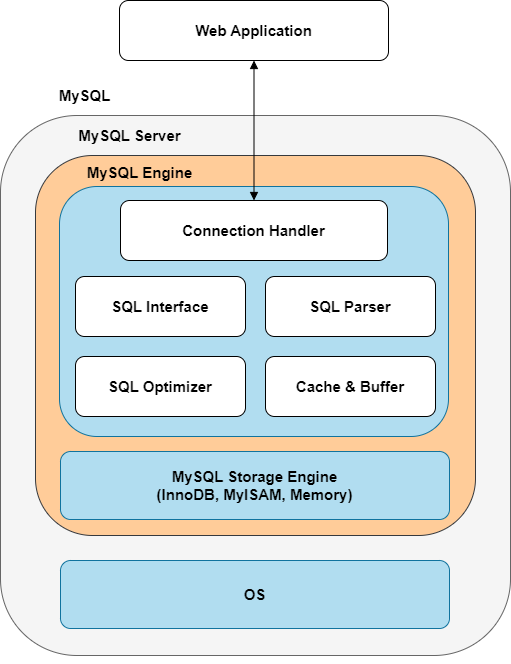 Web Application
MySQL
MySQL Server
MySQL Engine
Connection Handler
SQL Interface
SQL Parser
SQL Optimizer
Cache & Buffer
MySQL Storage Engine
(InnoDB, MyISAM, Memory)
OS